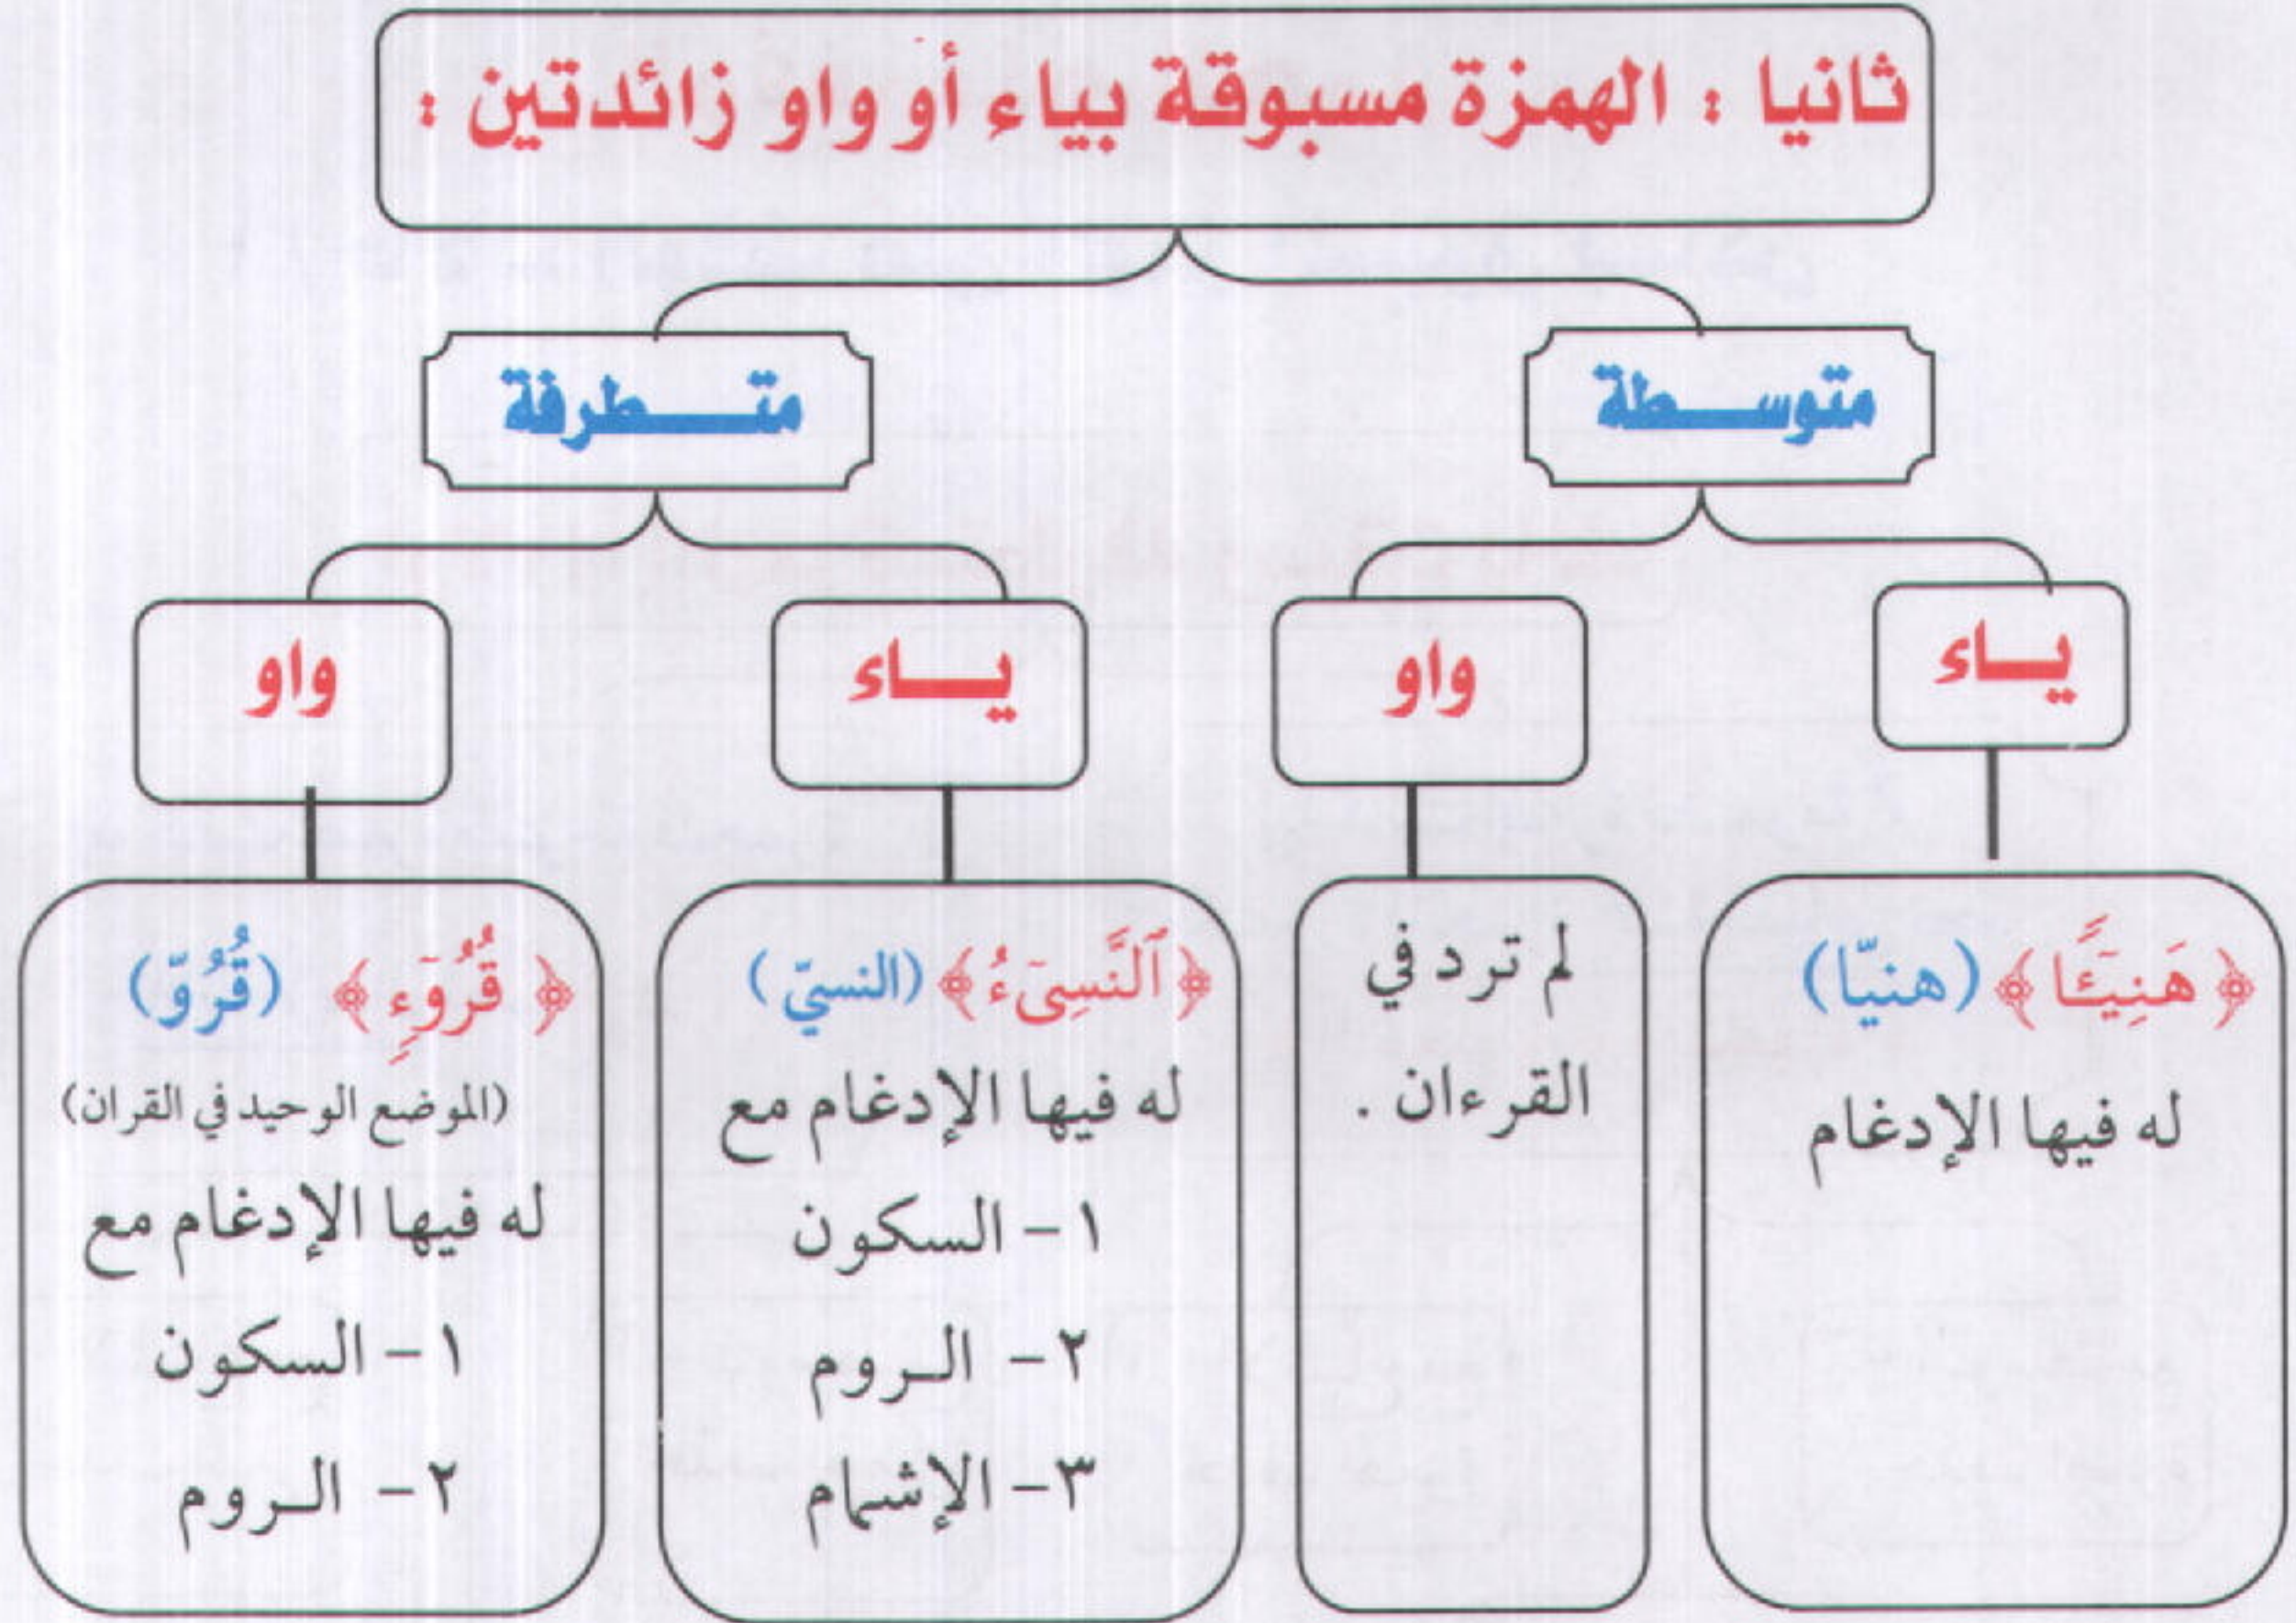 ثانيا : الهمزة مسبوقة بياء أو واو زائدتين :
متوسطة
متطرفة
ياء
واو
ياء
واو
﴿ هَنِيٓـًٔا ﴾ (هنيّا)
له فيها الإدغام
لم ترد في
القرءان .
﴿ ٱلنَّسِىٓءُ ﴾ (النسيّ)
له فيها الإدغام مع
١ - السكون
٢ - الروم
٣ - الإشمام
﴿ قُرُوٓءٍ ﴾ (قُرُوّ)
(الموضع الوحيد في القران)
له فيها الإدغام مع
١ - السكون
٢ - الروم